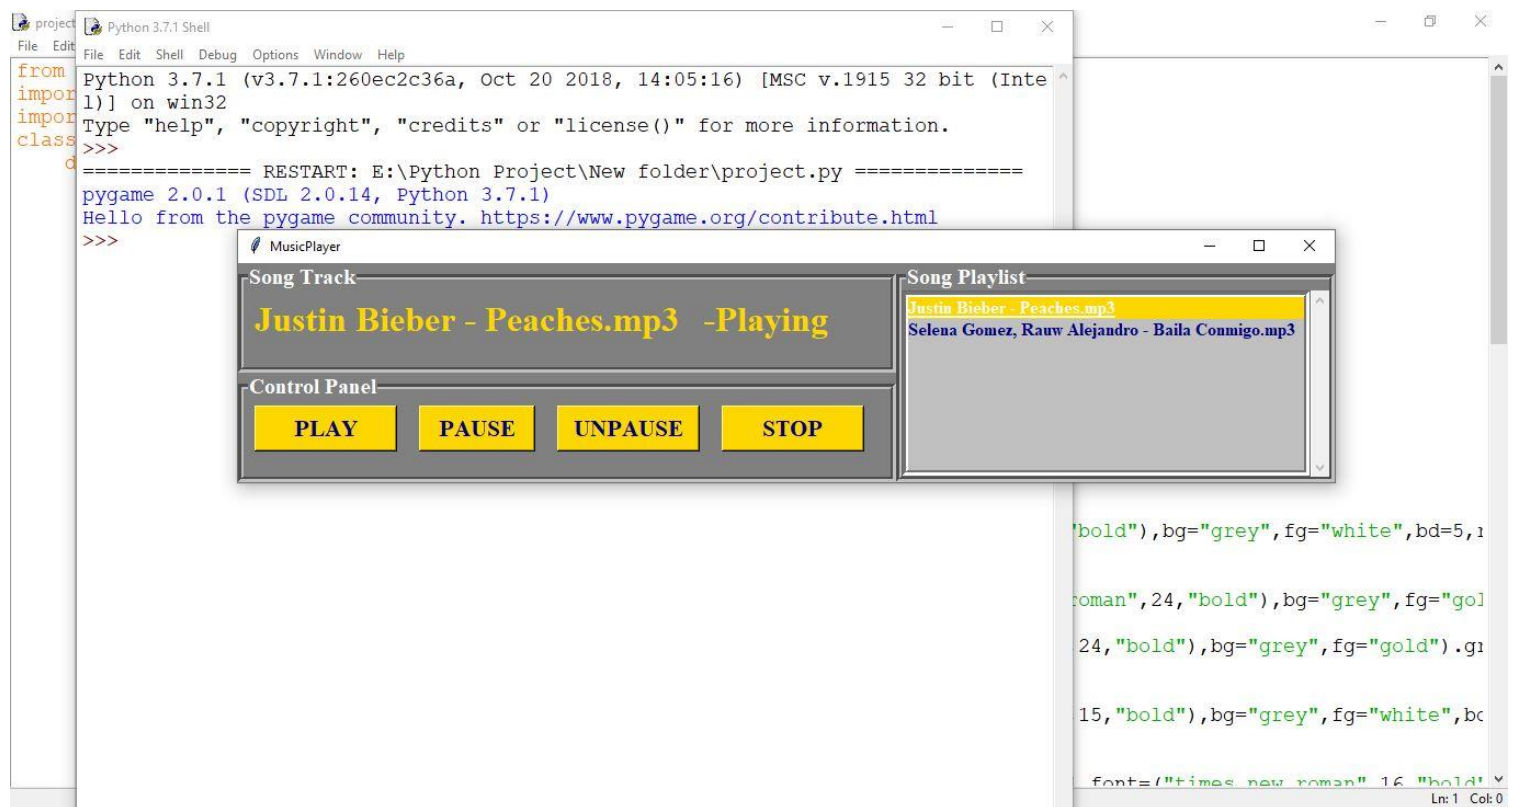 project
File Edit
from
impor
impor
class
d
Python 3.7.1 Shell
File Edit Shell Debug Options Window Help
Python 3.7.1 (v3.7.1:260ec2c36a, Oct 20 2018, 14:05:16) [MSC v.1915 32 bit (Inte
l)] on win32
Type "help", "copyright", "credits" or "license()" for more information.
>>>
============== RESTART: E:\Python Project\New folder\project.py ==============
pygame 2.0.1 (SDL 2.0.14, Python 3.7.1)
Hello from the pygame community. https://www.pygame.org/contribute.html
>>>
MusicPlayer
Song Track
Justin Bieber - Peaches.mp3 -Playing
Control Panel
PLAY PAUSE UNPAUSE STOP
Song Playlist
Justin Bieber - Peaches.mp3
Selena Gomez, Rauw Alejandro - Baila Conmigo.mp3
"bold"),bg="grey",fg="white",bd=5,
roman",24,"bold"),bg="grey",fg="gol
24,"bold"),bg="grey",fg="gold").g
15,"bold"),bg="grey",fg="white",b
font=("times new roman",16,"bold"
Ln: 1 Col: 0